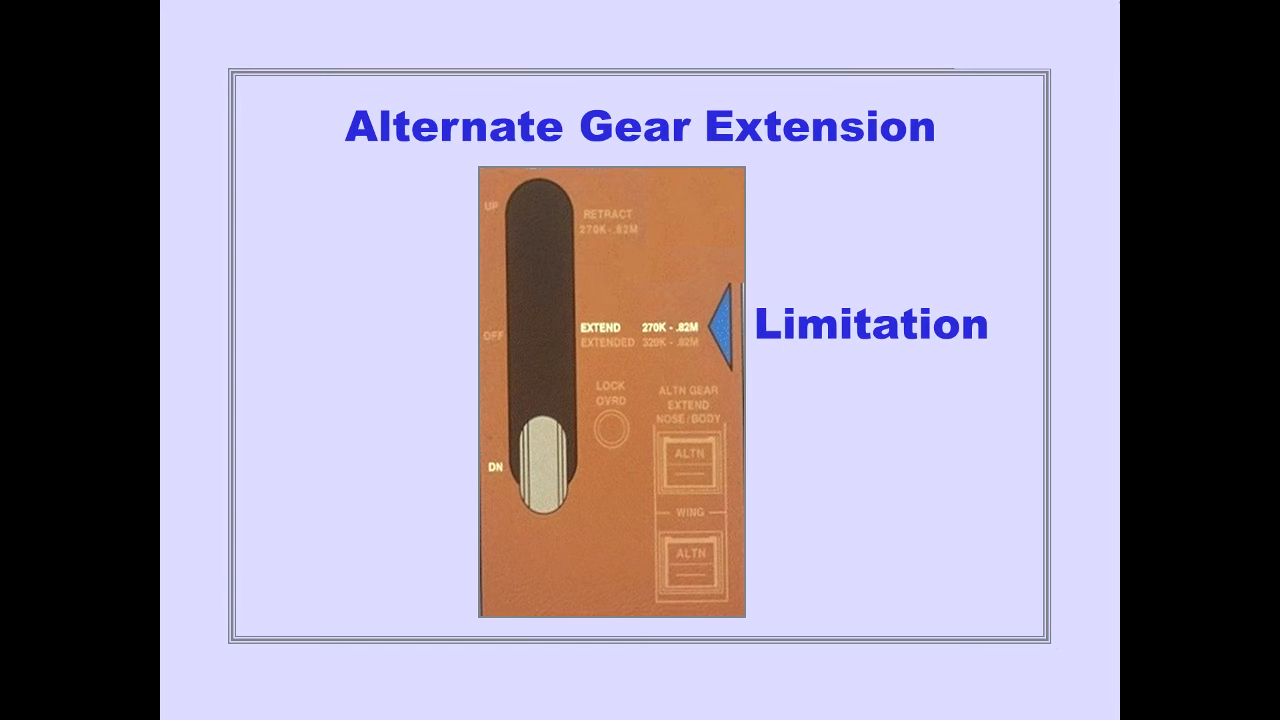 Alternate Gear Extension
UP
RETRACT
270K-.82M
EXTEND 270K - .82M
Limitation
OFF
EXTENDED 320K - .82M
LOCK
OVRD
ALTN GEAR
EXTEND
NOSE/BODY
ALTN
DN
WING
ALTN